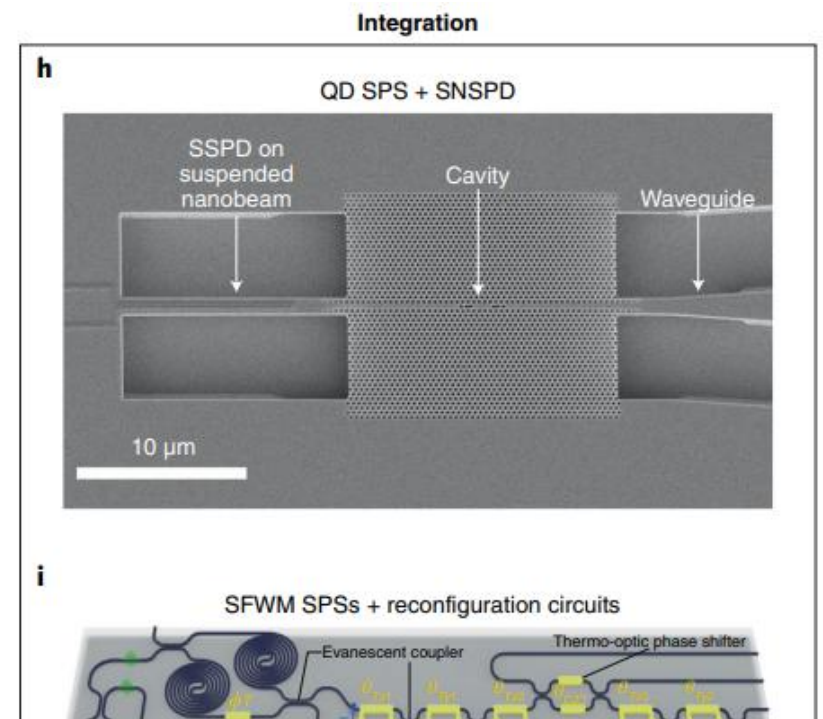 Integration
h
QD SPS + SNSPD
SSPD on
suspended
nanobeam
Cavity
Waveguide
10 µm
i
SFWM SPSs + reconfiguration circuits
Evanescent coupler
Thermo-optic phase shifter